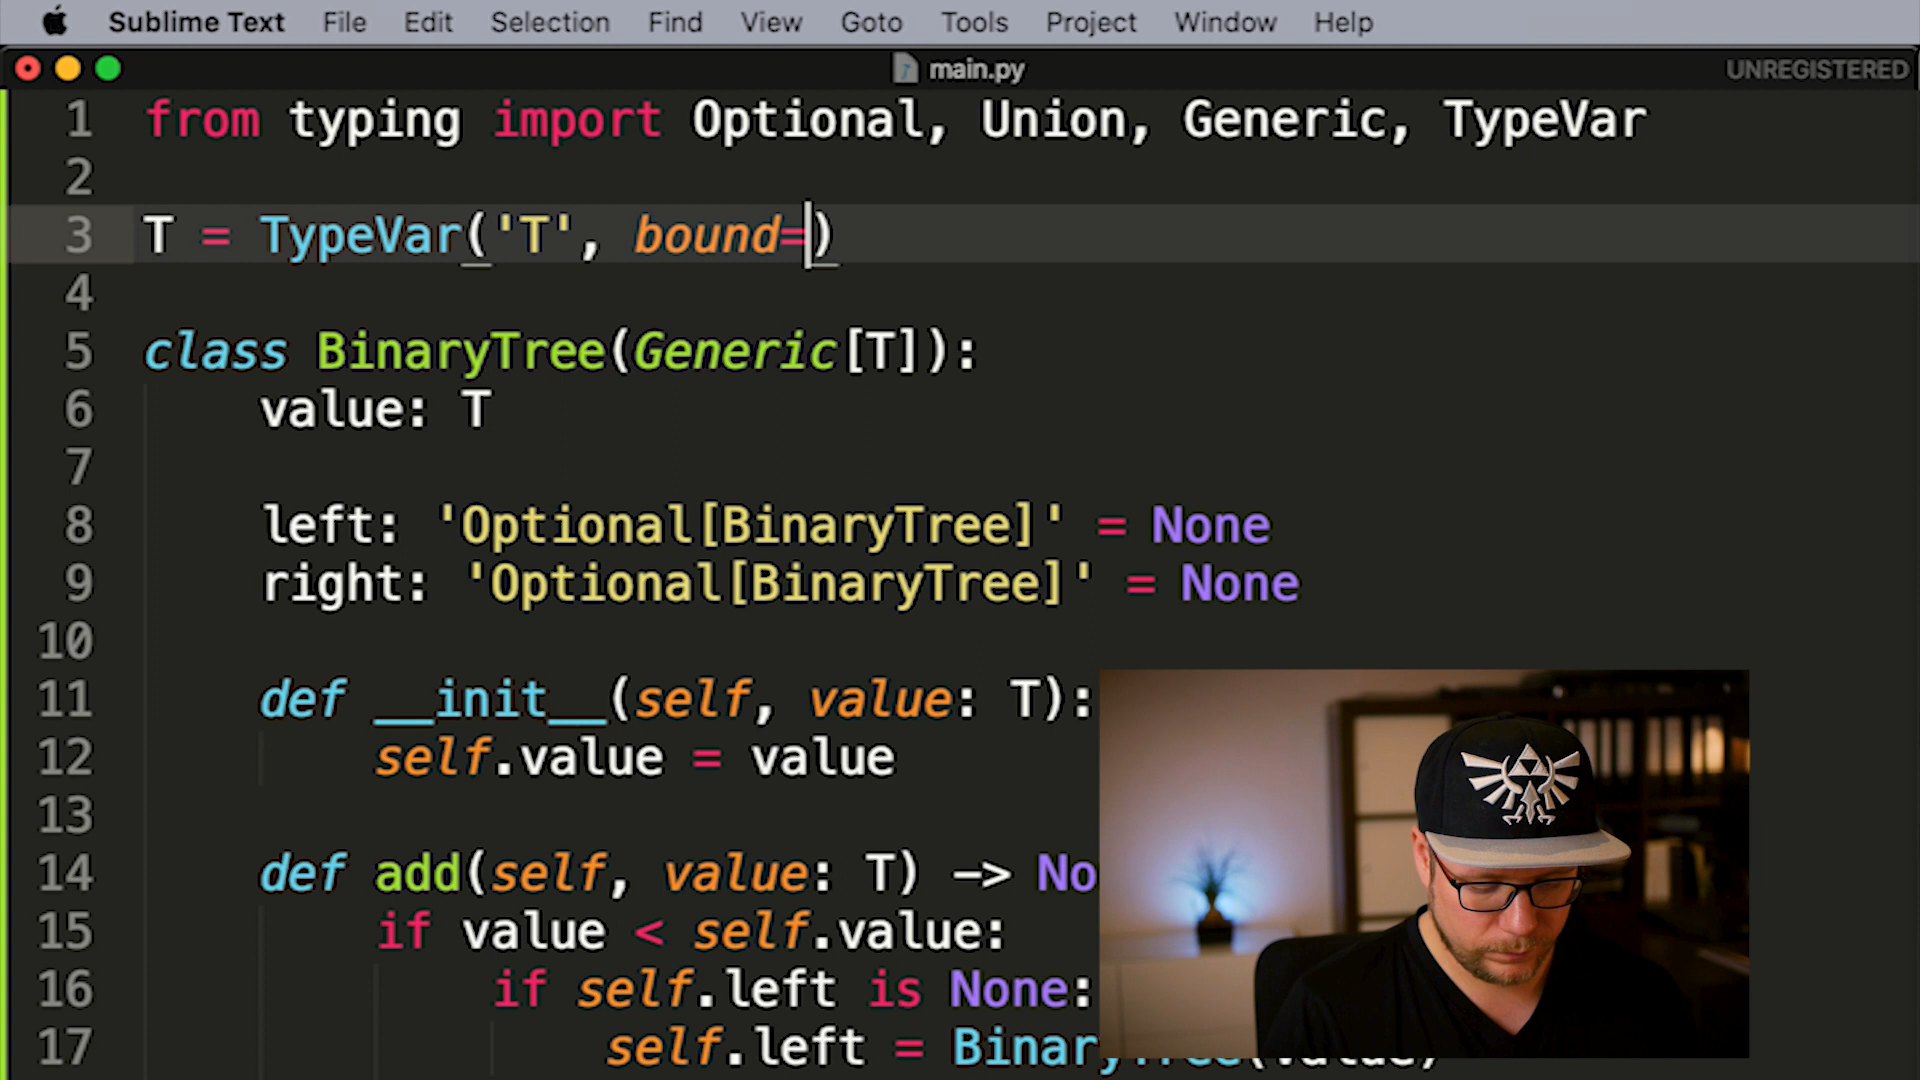 Sublime Text File Edit Selection Find View Goto Tools Project Window Help
main.py UNREGISTERED
1 from typing import Optional, Union, Generic, TypeVar
2
3 T = TypeVar('T', bound=)
4
5 class BinaryTree(Generic[T]):
6 value: T
7
8 left: 'Optional[BinaryTree]' = None
9 right: 'Optional[BinaryTree]' = None
10
11 def __init__(self, value: T):
12 self.value = value
13
14 def add(self, value: T) -> No
15 if value < self.value:
16 if self.left is None:
17 self.left = BinaryTree(value)